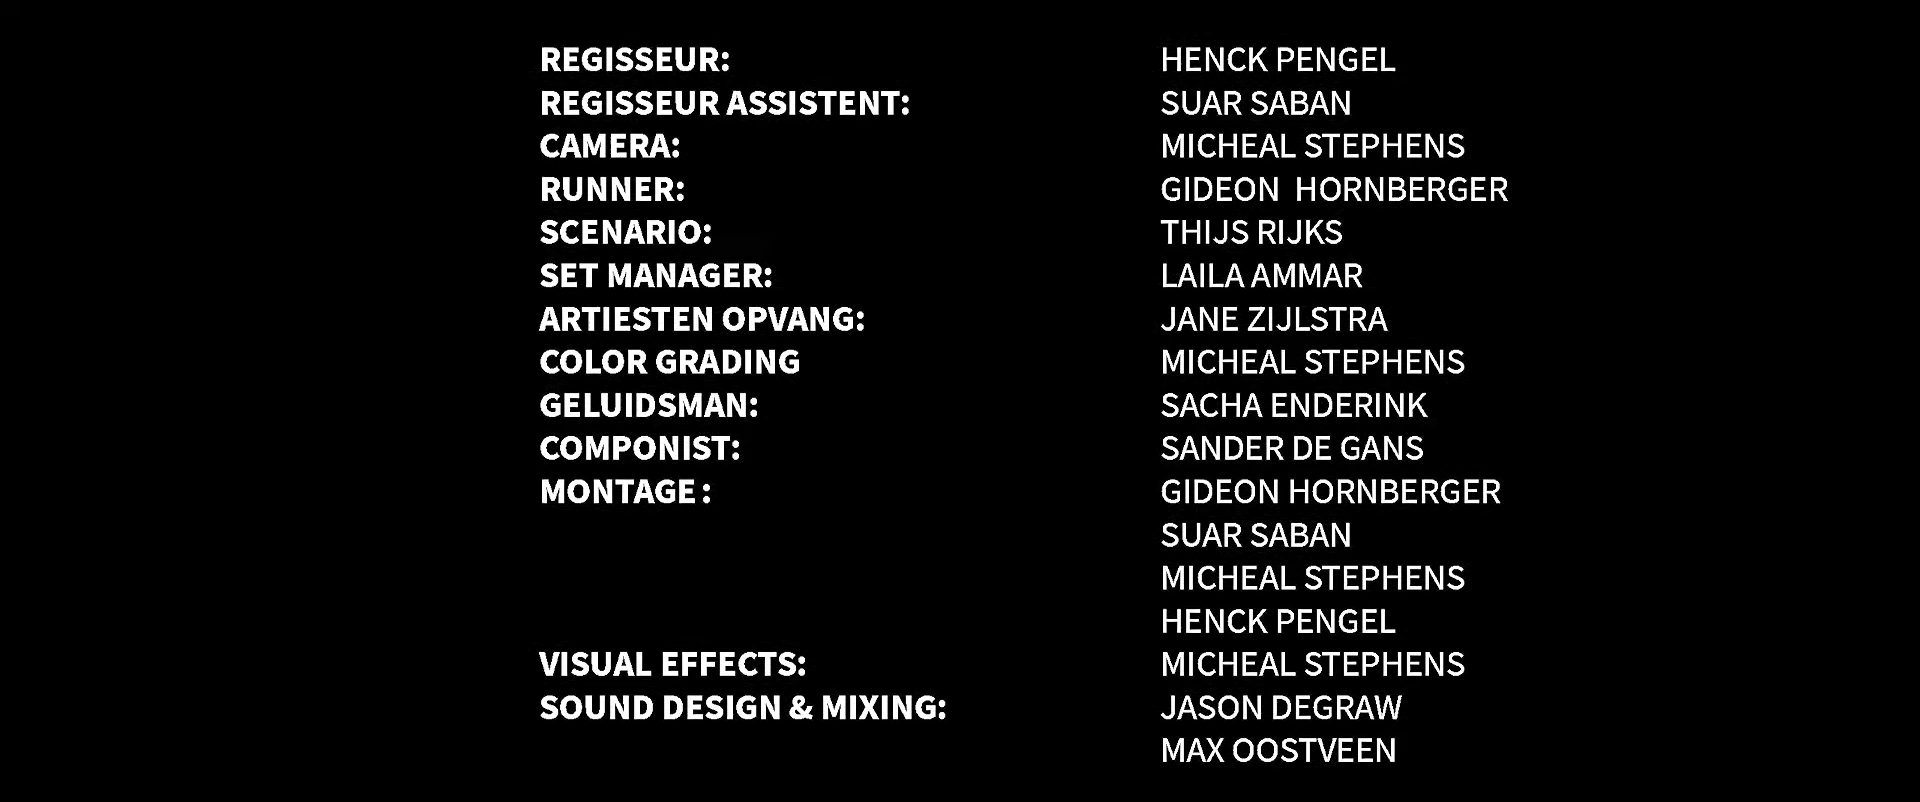 REGISSEUR: HENCK PENGEL
REGISSEUR ASSISTENT: SUAR SABAN
CAMERA: MICHEAL STEPHENS
RUNNER: GIDEON  HORNBERGER
SCENARIO: THIJS RIJKS
SET MANAGER: LAILA AMMAR
ARTIESTEN OPVANG: JANE ZIJLSTRA
COLOR GRADING MICHEAL STEPHENS
GELUIDSMAN: SACHA ENDERINK
COMPONIST: SANDER DE GANS
MONTAGE : GIDEON HORNBERGER
SUAR SABAN
MICHEAL STEPHENS
HENCK PENGEL
VISUAL EFFECTS: MICHEAL STEPHENS
SOUND DESIGN & MIXING: JASON DEGRAW
MAX OOSTVEEN